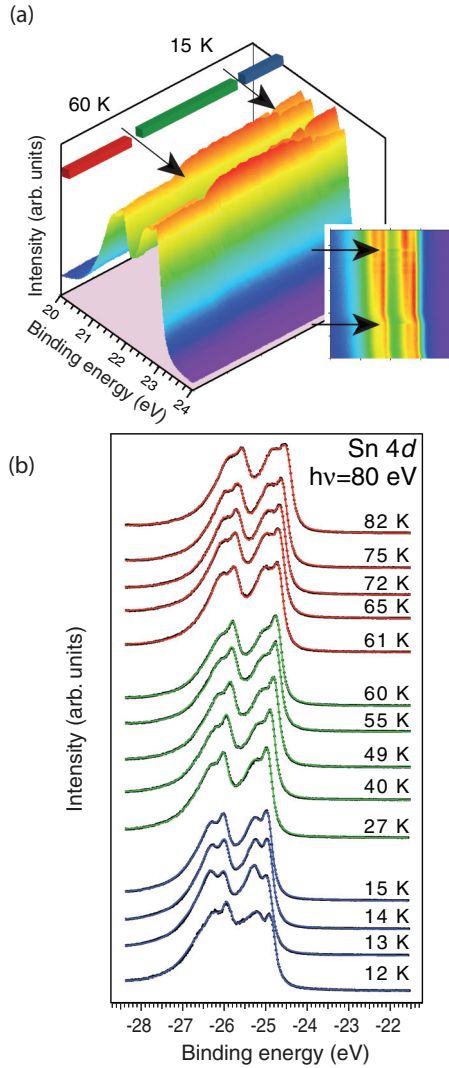 (a)
15 K
60 K
Intensity (arb. units)
20
21
22
23
24
Binding energy (eV)
(b)
Sn 4d
hν=80 eV
82 K
75 K
72 K
65 K
61 K
60 K
55 K
49 K
40 K
27 K
15 K
14 K
13 K
12 K
Intensity (arb. units)
-28 -27 -26 -25 -24 -23 -22
Binding energy (eV)